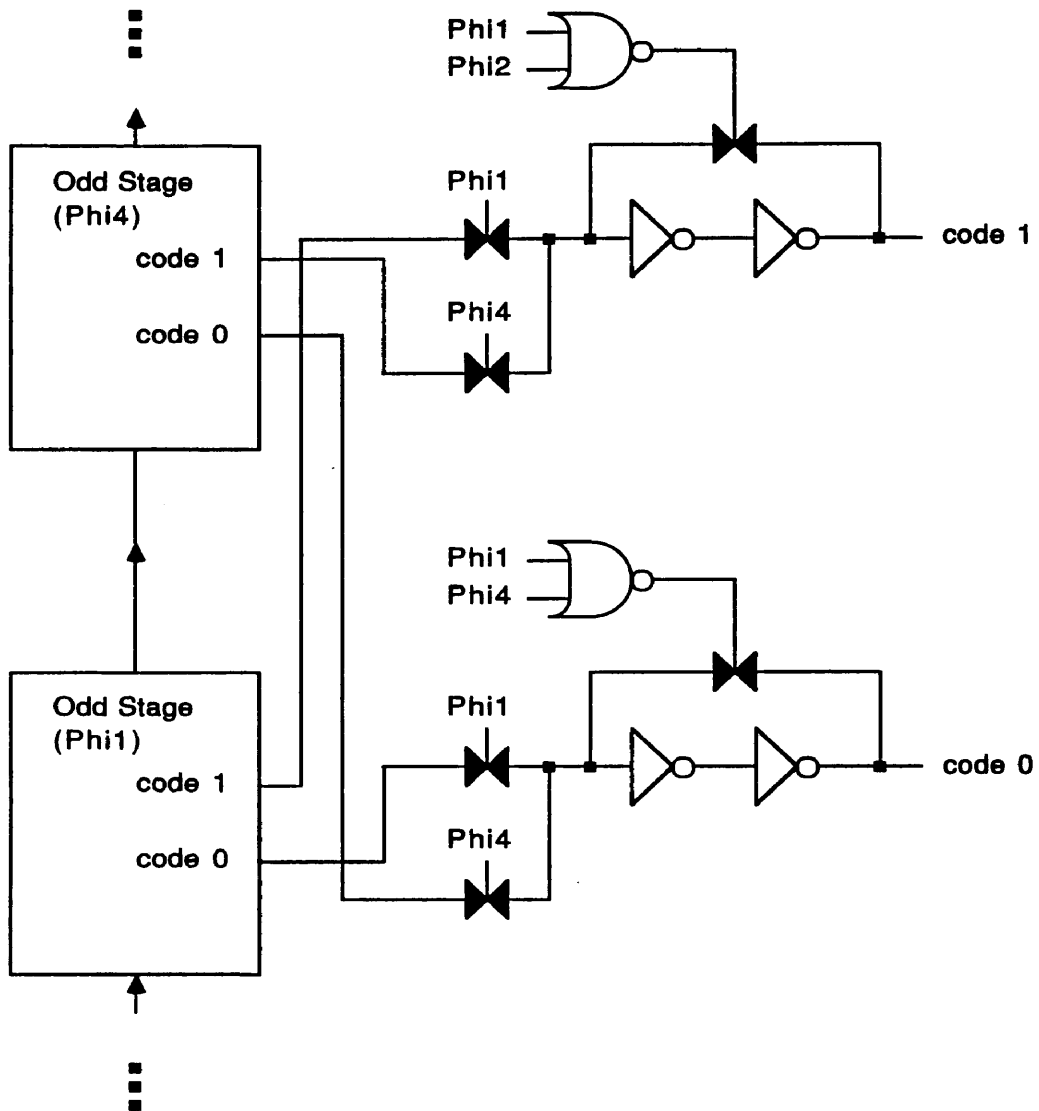 Phi1
Phi2
Odd Stage
(Phi4)
code 1
code 0
Phi1
Phi4
code 1
Phi1
Phi4
Odd Stage
(Phi1)
code 1
code 0
Phi1
Phi4
code 0